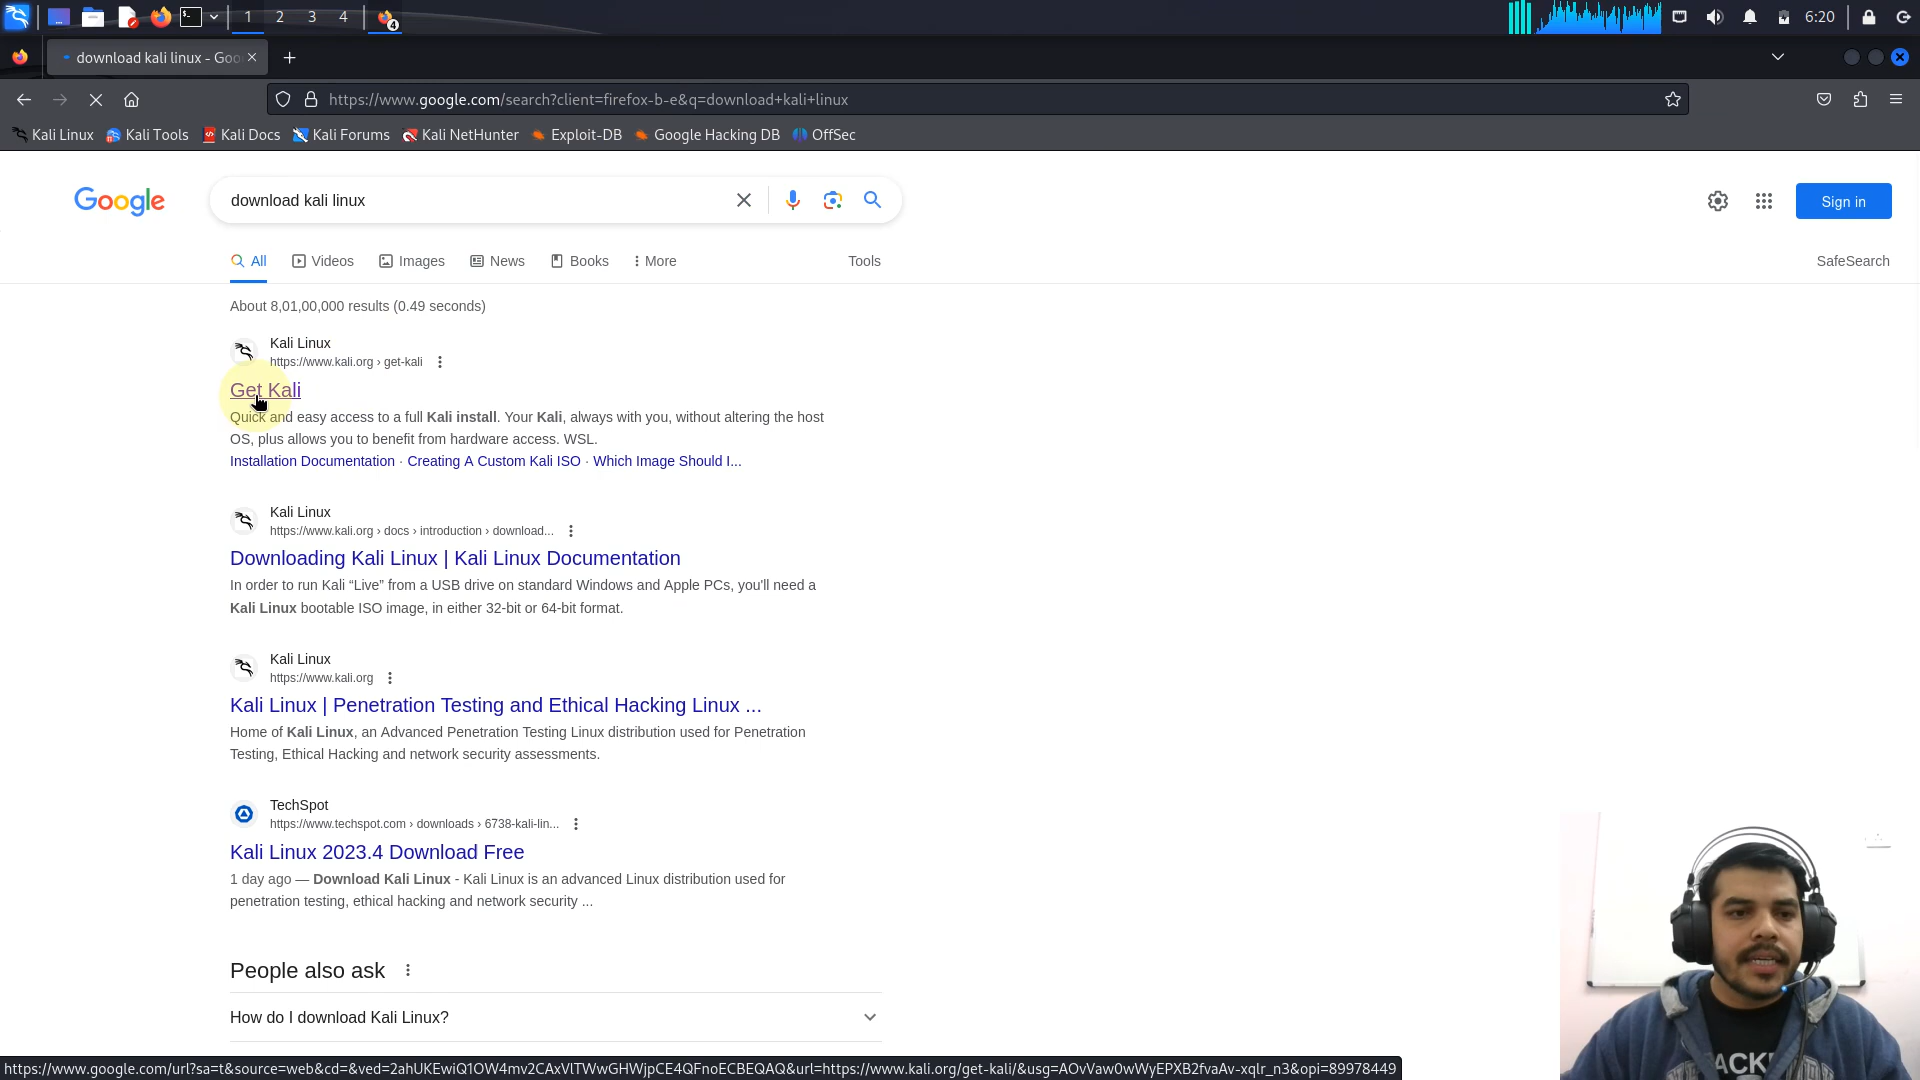 1 2 3 4 4 6:20
download kali linux - Goo
https://www.google.com/search?client=firefox-b-e&q=download+kali+linux
Kali Linux Kali Tools Kali Docs Kali Forums Kali NetHunter Exploit-DB Google Hacking DB OffSec
Google download kali linux Sign in
All Videos Images News Books More Tools SafeSearch
About 8,01,00,000 results (0.49 seconds)
Kali Linux
https://www.kali.org › get-kali
Get Kali
Quick and easy access to a full Kali install. Your Kali, always with you, without altering the host
OS, plus allows you to benefit from hardware access. WSL.
Installation Documentation · Creating A Custom Kali ISO · Which Image Should I...
Kali Linux
https://www.kali.org › docs › introduction › download...
Downloading Kali Linux | Kali Linux Documentation
In order to run Kali “Live” from a USB drive on standard Windows and Apple PCs, you'll need a
Kali Linux bootable ISO image, in either 32-bit or 64-bit format.
Kali Linux
https://www.kali.org
Kali Linux | Penetration Testing and Ethical Hacking Linux ...
Home of Kali Linux, an Advanced Penetration Testing Linux distribution used for Penetration
Testing, Ethical Hacking and network security assessments.
TechSpot
https://www.techspot.com › downloads › 6738-kali-lin...
Kali Linux 2023.4 Download Free
1 day ago — Download Kali Linux - Kali Linux is an advanced Linux distribution used for
penetration testing, ethical hacking and network security ...
People also ask
How do I download Kali Linux?
https://www.google.com/url?sa=t&source=web&cd=&ved=2ahUKEwiQ1OW4mv2CAxVlTWwGHWjpCE4QFnoECBEQAQ&url=https://www.kali.org/get-kali/&usg=AOvVaw0wWyEPXB2fvaAv-xqlr_n3&opi=89978449